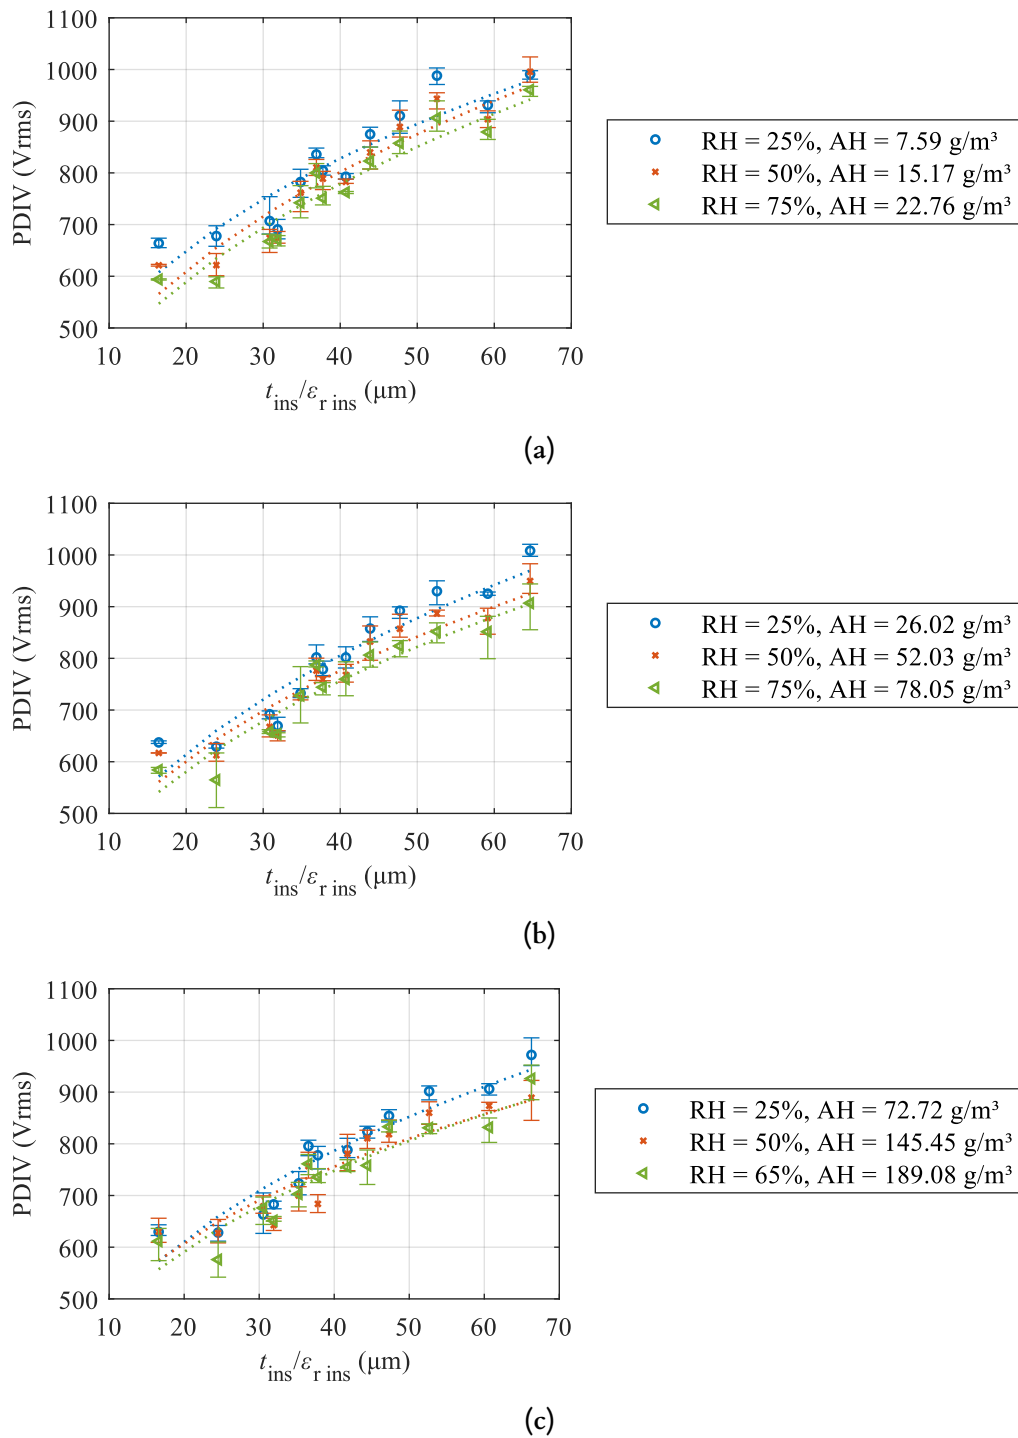 1100
1000
900
800
700
600
500
PDIV (Vrms)
10 20 30 40 50 60 70
t_ins/ε_r ins (μm)
RH = 25%, AH = 7.59 g/m³
RH = 50%, AH = 15.17 g/m³
RH = 75%, AH = 22.76 g/m³
(a)
1100
1000
900
800
700
600
500
PDIV (Vrms)
10 20 30 40 50 60 70
t_ins/ε_r ins (μm)
RH = 25%, AH = 26.02 g/m³
RH = 50%, AH = 52.03 g/m³
RH = 75%, AH = 78.05 g/m³
(b)
1100
1000
900
800
700
600
500
PDIV (Vrms)
10 20 30 40 50 60 70
t_ins/ε_r ins (μm)
RH = 25%, AH = 72.72 g/m³
RH = 50%, AH = 145.45 g/m³
RH = 65%, AH = 189.08 g/m³
(c)